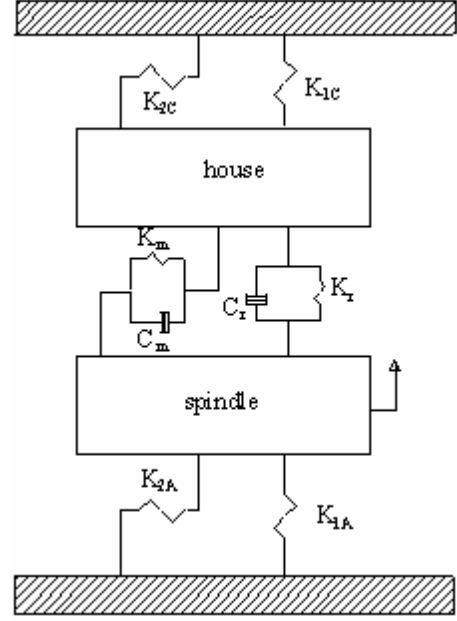 K2C
K1C
house
Km
Cr
Kr
Cm
spindle
K2A
K1A